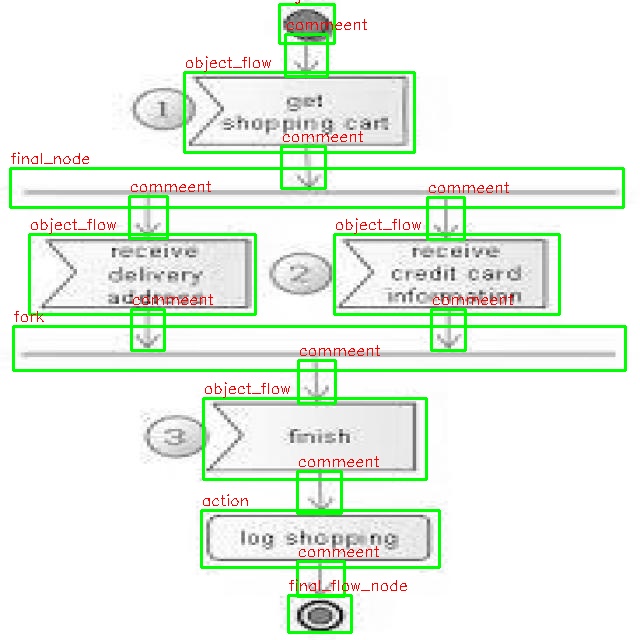 commeent
object_flow
1
get
shopping cart
commeent
final_node
commeent
commeent
object_flow
object_flow
receive
delivery
address
2
receive
credit card
information
commeent
commeent
fork
commeent
object_flow
3
finish
commeent
action
log shopping
commeent
final_flow_node